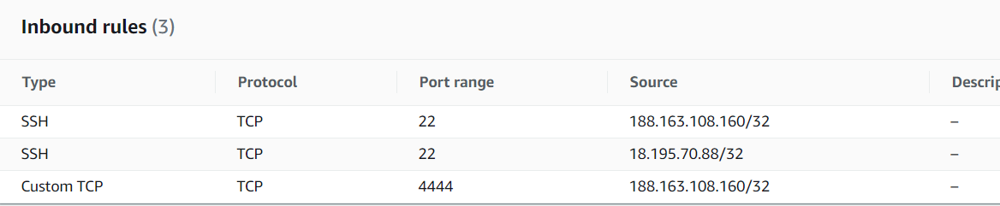 Inbound rules (3)
Type Protocol Port range Source Descrip
SSH TCP 22 188.163.108.160/32 –
SSH TCP 22 18.195.70.88/32 –
Custom TCP TCP 4444 188.163.108.160/32 –